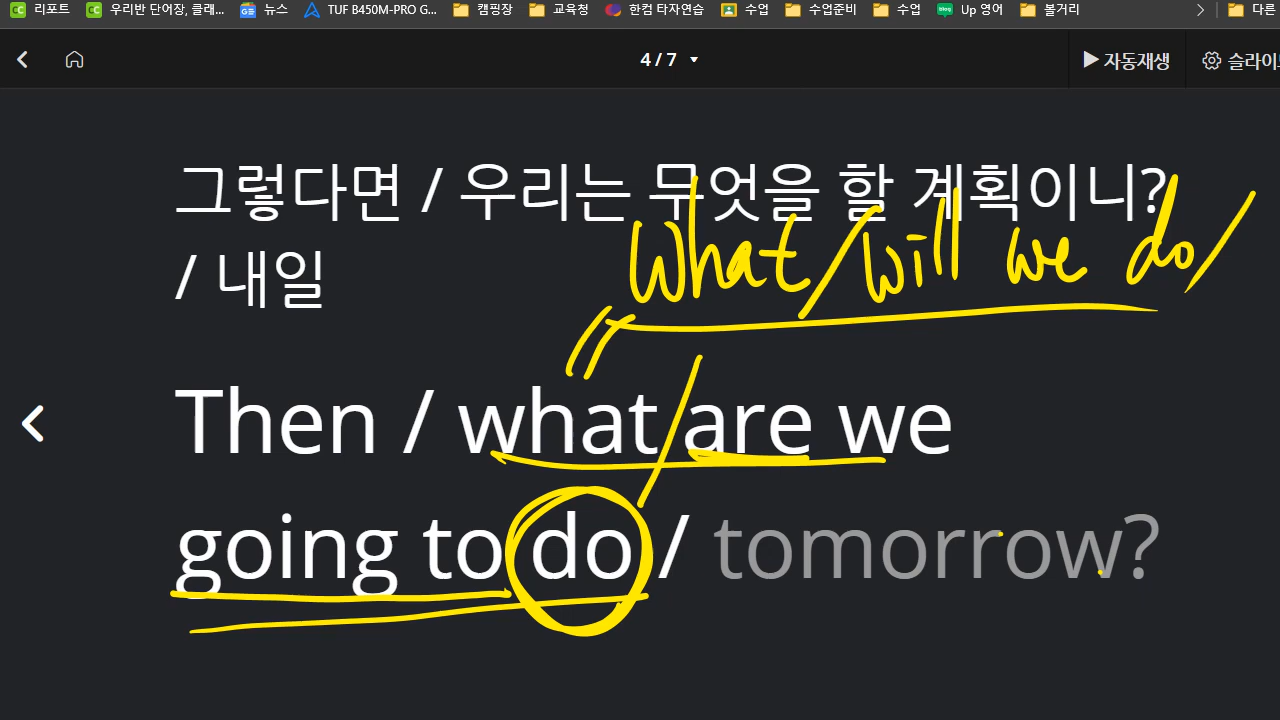 리포트 우리반 단어장, 클래... 뉴스 TUF B450M-PRO G... 캠핑장 교육청 한컴 타자연습 수업 수업준비 수업 Up 영어 볼거리 다른
4 / 7 자동재생 슬라이드
그렇다면 / 우리는 무엇을 할 계획이니?
/ 내일
what/will we do/
Then / what/are we
going to do / tomorrow?